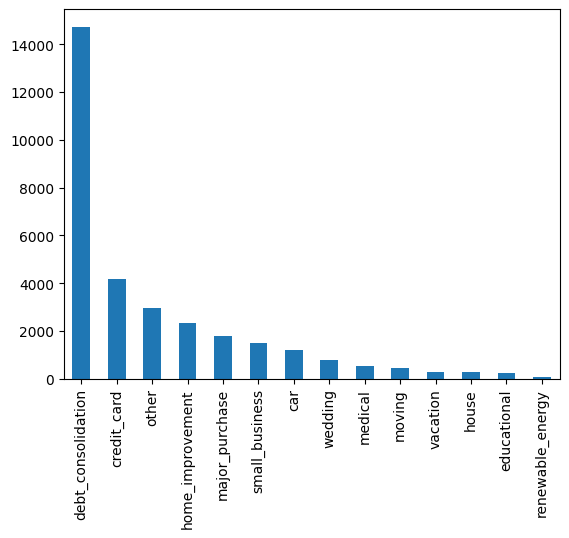 14000
12000
10000
8000
6000
4000
2000
0
debt_consolidation
credit_card
other
home_improvement
major_purchase
small_business
car
wedding
medical
moving
vacation
house
educational
renewable_energy